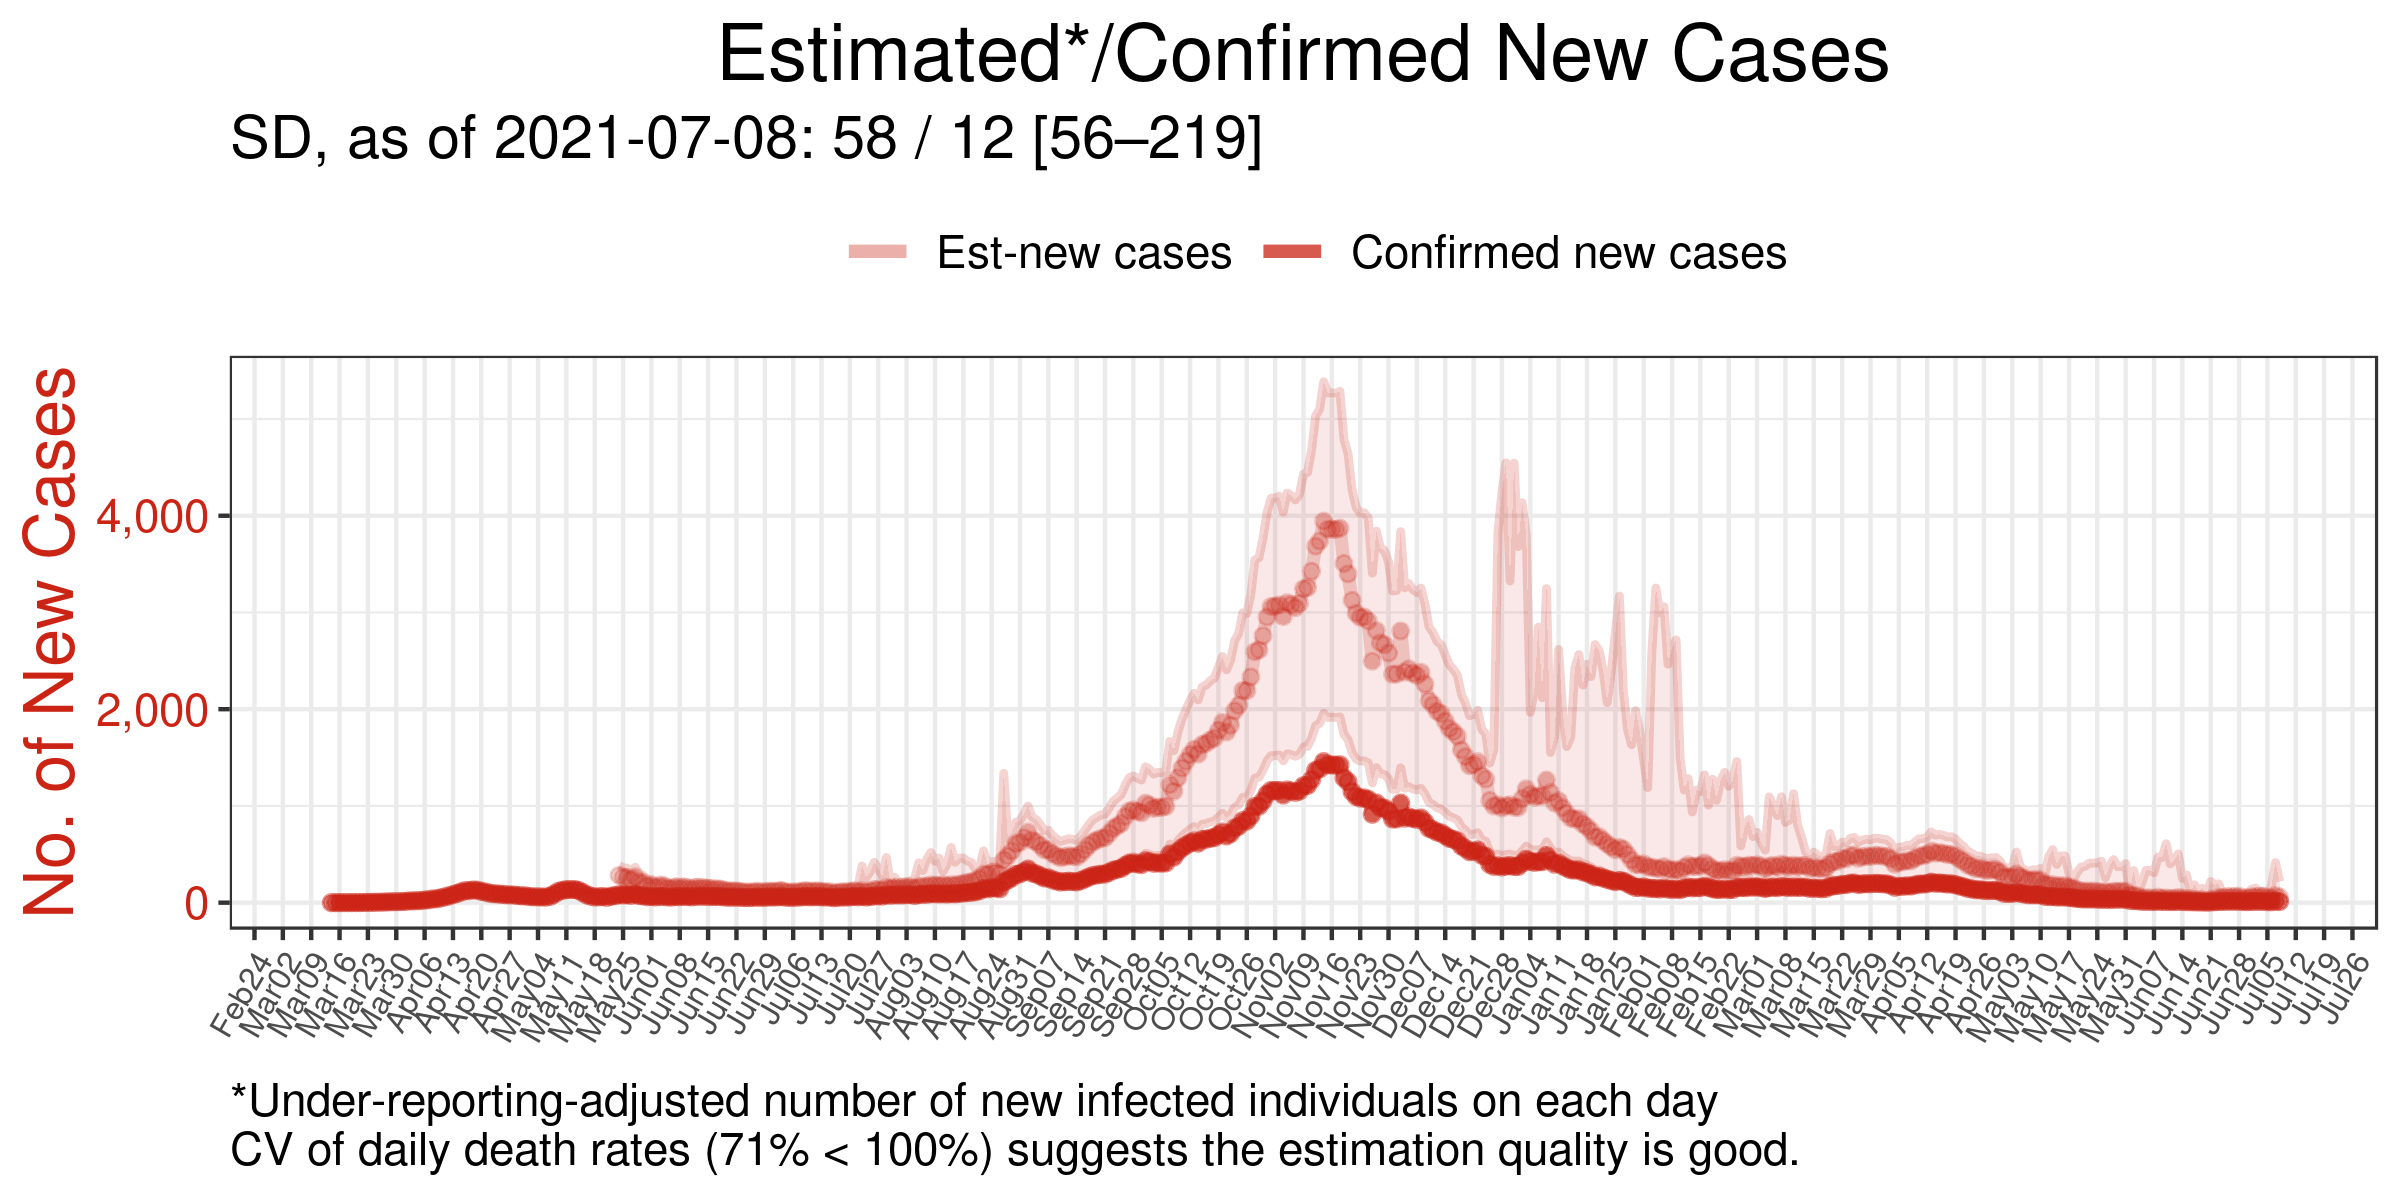 Estimated*/Confirmed New Cases
SD, as of 2021-07-08: 58 / 12 [56–219]
Est-new cases Confirmed new cases
No. of New Cases
4,000
2,000
0
Feb24 Mar02 Mar09 Mar16 Mar23 Mar30 Apr06 Apr13 Apr20 Apr27 May04 May11 May18 May25 Jun01 Jun08 Jun15 Jun22 Jun29 Jul06 Jul13 Jul20 Jul27 Aug03 Aug10 Aug17 Aug24 Aug31 Sep07 Sep14 Sep21 Sep28 Oct05 Oct12 Oct19 Oct26 Nov02 Nov09 Nov16 Nov23 Nov30 Dec07 Dec14 Dec21 Dec28 Jan04 Jan11 Jan18 Jan25 Feb01 Feb08 Feb15 Feb22 Mar01 Mar08 Mar15 Mar22 Mar29 Apr05 Apr12 Apr19 Apr26 May03 May10 May17 May24 May31 Jun07 Jun14 Jun21 Jun28 Jul05 Jul12 Jul19 Jul26
*Under-reporting-adjusted number of new infected individuals on each day
CV of daily death rates (71% < 100%) suggests the estimation quality is good.